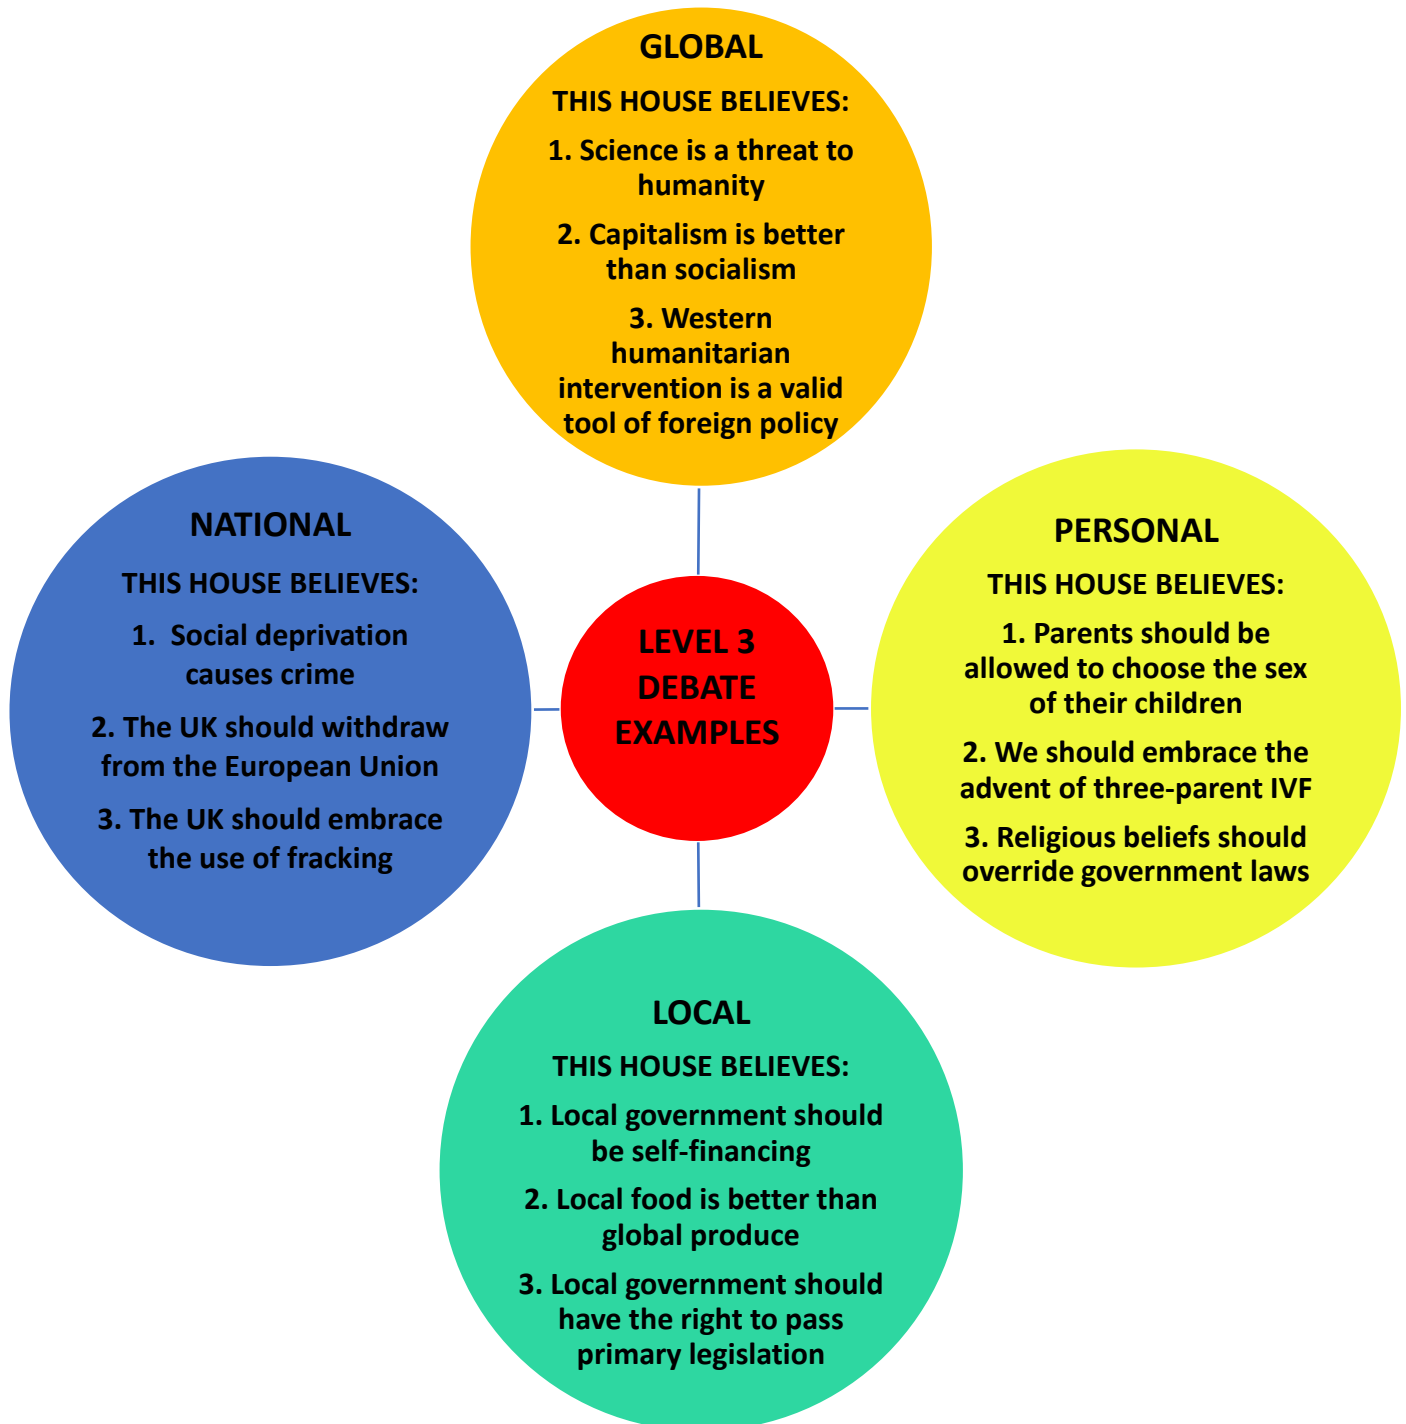 GLOBAL
THIS HOUSE BELIEVES:
1. Science is a threat to
humanity
2. Capitalism is better
than socialism
3. Western
humanitarian
intervention is a valid
tool of foreign policy
NATIONAL
THIS HOUSE BELIEVES:
1. Social deprivation
causes crime
2. The UK should withdraw
from the European Union
3. The UK should embrace
the use of fracking
LEVEL 3
DEBATE
EXAMPLES
PERSONAL
THIS HOUSE BELIEVES:
1. Parents should be
allowed to choose the sex
of their children
2. We should embrace the
advent of three-parent IVF
3. Religious beliefs should
override government laws
LOCAL
THIS HOUSE BELIEVES:
1. Local government should
be self-financing
2. Local food is better than
global produce
3. Local government should
have the right to pass
primary legislation